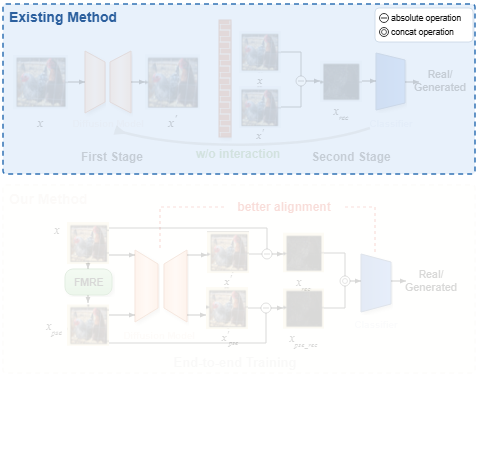 Existing Method
absolute operation
concat operation
x
x'
x
x'
x_rec
Real/
Generated
First Stage
w/o interaction
Second Stage
Our Method
better alignment
x
FMRE
x_pse
x'
x'_pse
x_rec
x_pse_rec
Real/
Generated
End-to-end Training